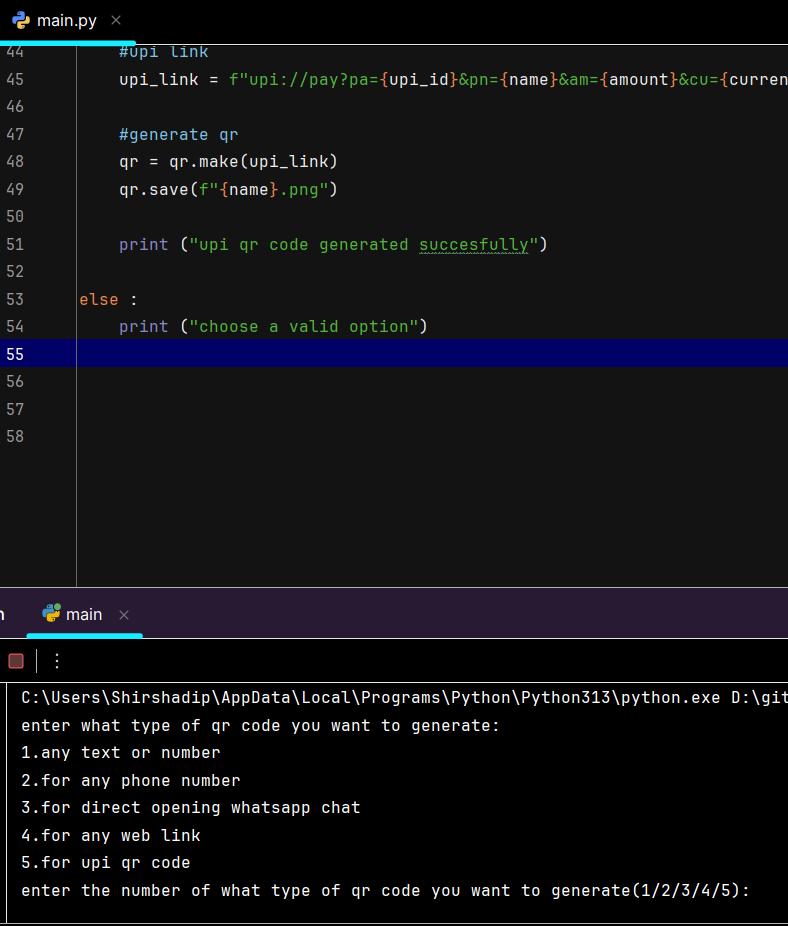 main.py
44 #upi link
45 upi_link = f"upi://pay?pa={upi_id}&pn={name}&am={amount}&cu={curren
46
47 #generate qr
48 qr = qr.make(upi_link)
49 qr.save(f"{name}.png")
50
51 print ("upi qr code generated succesfully")
52
53 else :
54 print ("choose a valid option")
55
56
57
58
main
C:\Users\Shirshadip\AppData\Local\Programs\Python\Python313\python.exe D:\git
enter what type of qr code you want to generate:
1.any text or number
2.for any phone number
3.for direct opening whatsapp chat
4.for any web link
5.for upi qr code
enter the number of what type of qr code you want to generate(1/2/3/4/5):